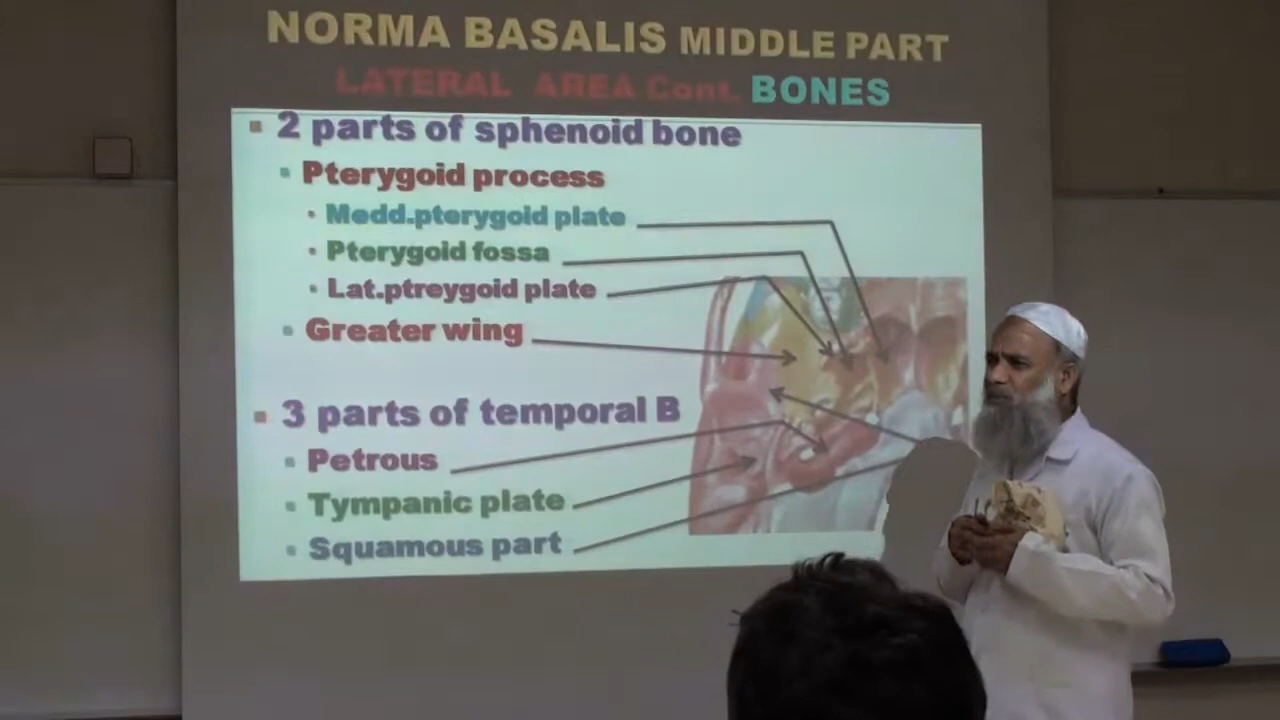 NORMA BASALIS MIDDLE PART
LATERAL AREA Cont. BONES
2 parts of sphenoid bone
Pterygoid process
Medd.pterygoid plate
Pterygoid fossa
Lat.ptreygoid plate
Greater wing
3 parts of temporal B
Petrous
Tympanic plate
Squamous part